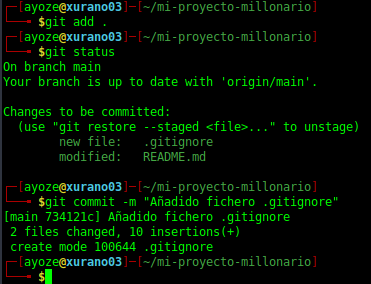 ┌─[ayoze@xurano03]─[~/mi-proyecto-millonario]
└──╼ $git add .
┌─[ayoze@xurano03]─[~/mi-proyecto-millonario]
└──╼ $git status
On branch main
Your branch is up to date with 'origin/main'.
Changes to be committed:
  (use "git restore --staged <file>..." to unstage)
        new file:   .gitignore
        modified:   README.md
┌─[ayoze@xurano03]─[~/mi-proyecto-millonario]
└──╼ $git commit -m "Añadido fichero .gitignore"
[main 734121c] Añadido fichero .gitignore
 2 files changed, 10 insertions(+)
 create mode 100644 .gitignore
┌─[ayoze@xurano03]─[~/mi-proyecto-millonario]
└──╼ $